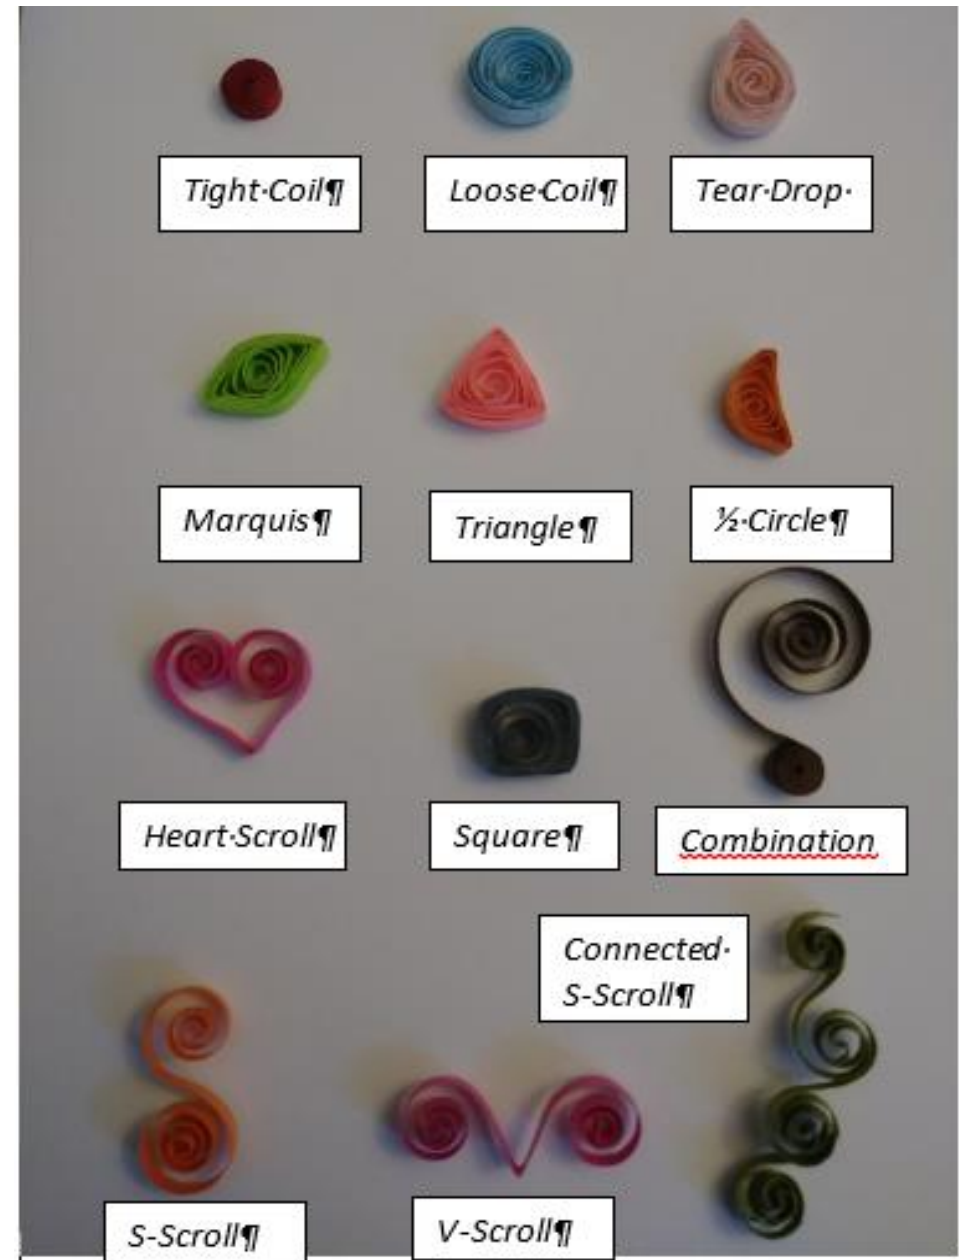 Tight·Coil¶
Loose·Coil¶
Tear·Drop·
Marquis¶
Triangle¶
½·Circle¶
Heart·Scroll¶
Square¶
Combination
Connected·
S-Scroll¶
S-Scroll¶
V-Scroll¶